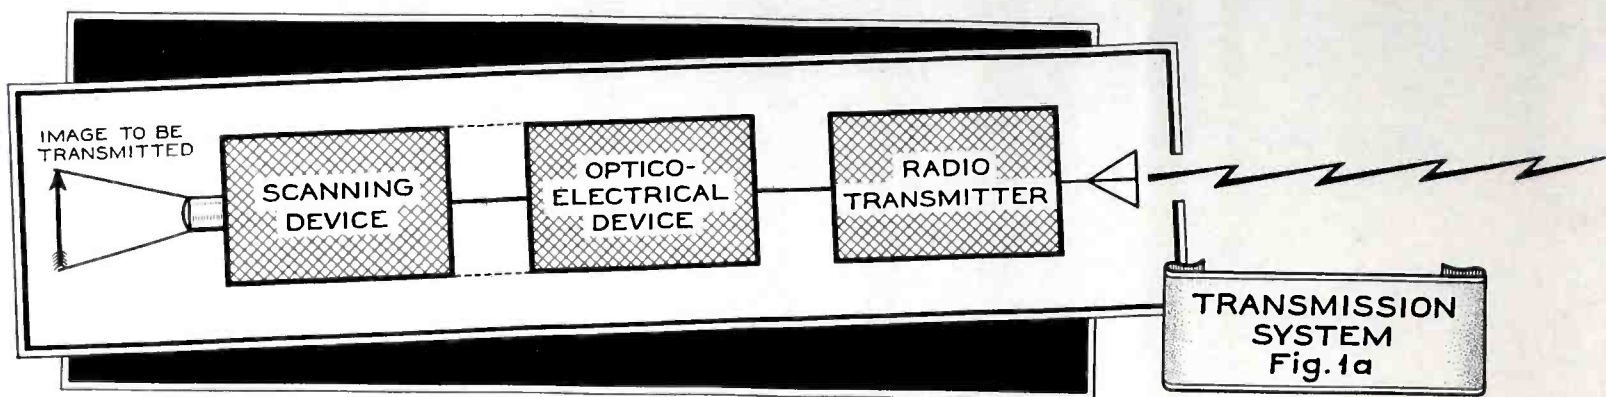 IMAGE TO BE
TRANSMITTED
SCANNING
DEVICE
OPTICO-
ELECTRICAL
DEVICE
RADIO
TRANSMITTER
TRANSMISSION
SYSTEM
Fig. 1a